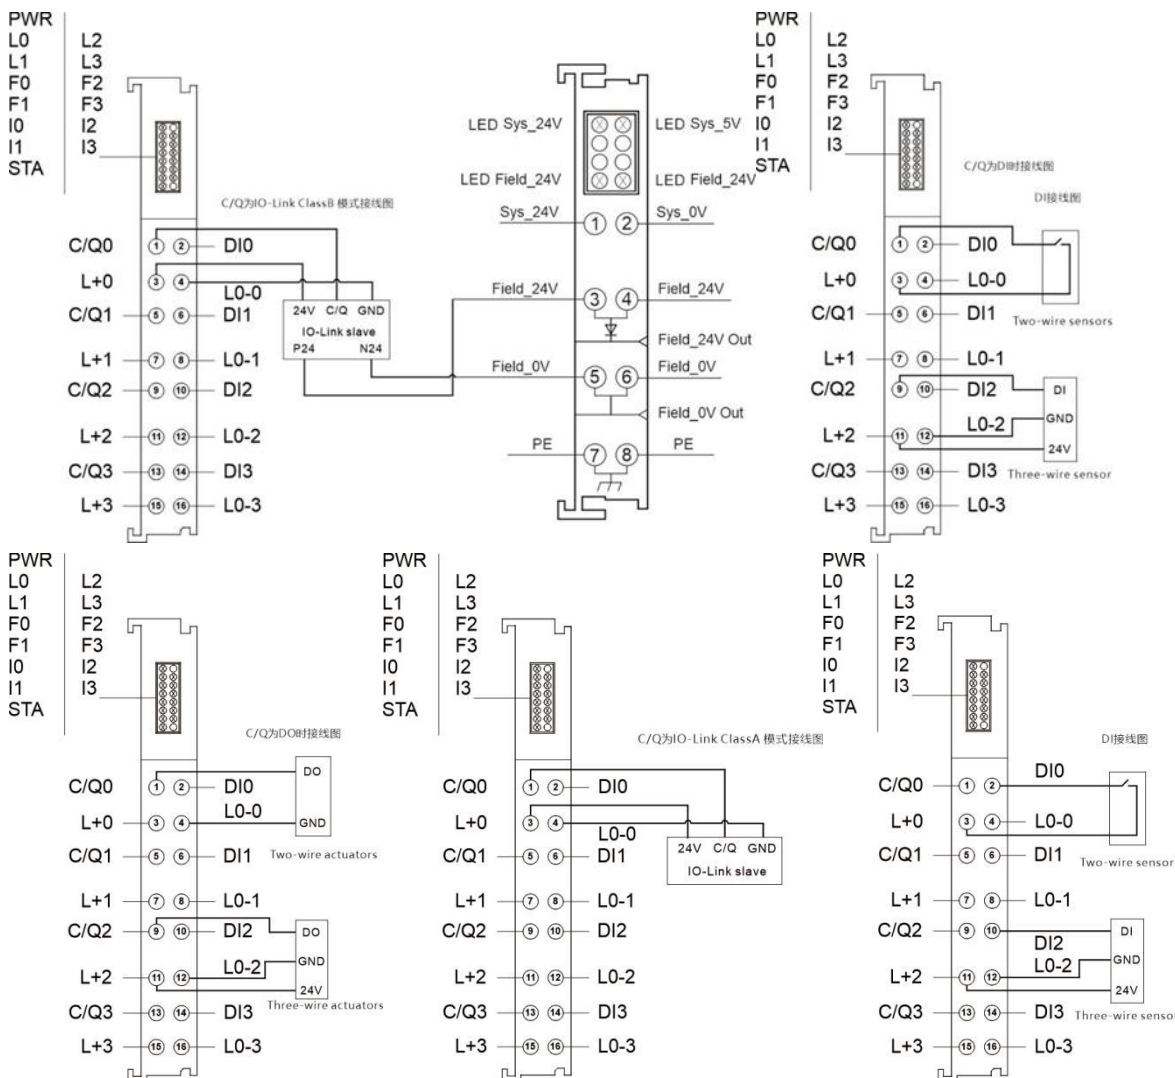 PWR
L0 L2
L1 L3
F0 F2
F1 F3
I0 I2
I1 I3
STA
C/Q为IO-Link ClassB 模式接线图
C/Q0 1 2 DI0
L+0 3 4 L0-0
C/Q1 5 6 DI1
L+1 7 8 L0-1
C/Q2 9 10 DI2
L+2 11 12 L0-2
C/Q3 13 14 DI3
L+3 15 16 L0-3
24V C/Q GND
IO-Link slave
P24 N24
LED Sys_24V LED Sys_5V
LED Field_24V LED Field_24V
Sys_24V 1 2 Sys_0V
Field_24V 3 4 Field_24V
Field_24V Out
Field_0V 5 6 Field_0V
Field_0V Out
PE 7 8 PE
PWR
L0 L2
L1 L3
F0 F2
F1 F3
I0 I2
I1 I3
STA
C/Q为DI时接线图
DI接线图
C/Q0 1 2 DI0
L+0 3 4 L0-0
C/Q1 5 6 DI1
Two-wire sensors
L+1 7 8 L0-1
C/Q2 9 10 DI2
DI
L0-2
GND
L+2 11 12
24V
C/Q3 13 14 DI3
Three-wire sensor
L+3 15 16 L0-3
PWR
L0 L2
L1 L3
F0 F2
F1 F3
I0 I2
I1 I3
STA
C/Q为DO时接线图
C/Q0 1 2 DI0
DO
L0-0
L+0 3 4
GND
C/Q1 5 6 DI1
Two-wire actuators
L+1 7 8 L0-1
C/Q2 9 10 DI2
DO
GND
L+2 11 12 L0-2
24V
Three-wire actuators
C/Q3 13 14 DI3
L+3 15 16 L0-3
PWR
L0 L2
L1 L3
F0 F2
F1 F3
I0 I2
I1 I3
STA
C/Q为IO-Link ClassA 模式接线图
C/Q0 1 2 DI0
L+0 3 4 L0-0
C/Q1 5 6 DI1
24V C/Q GND
IO-Link slave
L+1 7 8 L0-1
C/Q2 9 10 DI2
L+2 11 12 L0-2
C/Q3 13 14 DI3
L+3 15 16 L0-3
PWR
L0 L2
L1 L3
F0 F2
F1 F3
I0 I2
I1 I3
STA
DI接线图
DI0
C/Q0 1 2
L+0 3 4 L0-0
C/Q1 5 6 DI1
Two-wire sensor
L+1 7 8 L0-1
C/Q2 9 10
DI
DI2
GND
L0-2
L+2 11 12
24V
C/Q3 13 14 DI3
Three-wire sensor
L+3 15 16 L0-3